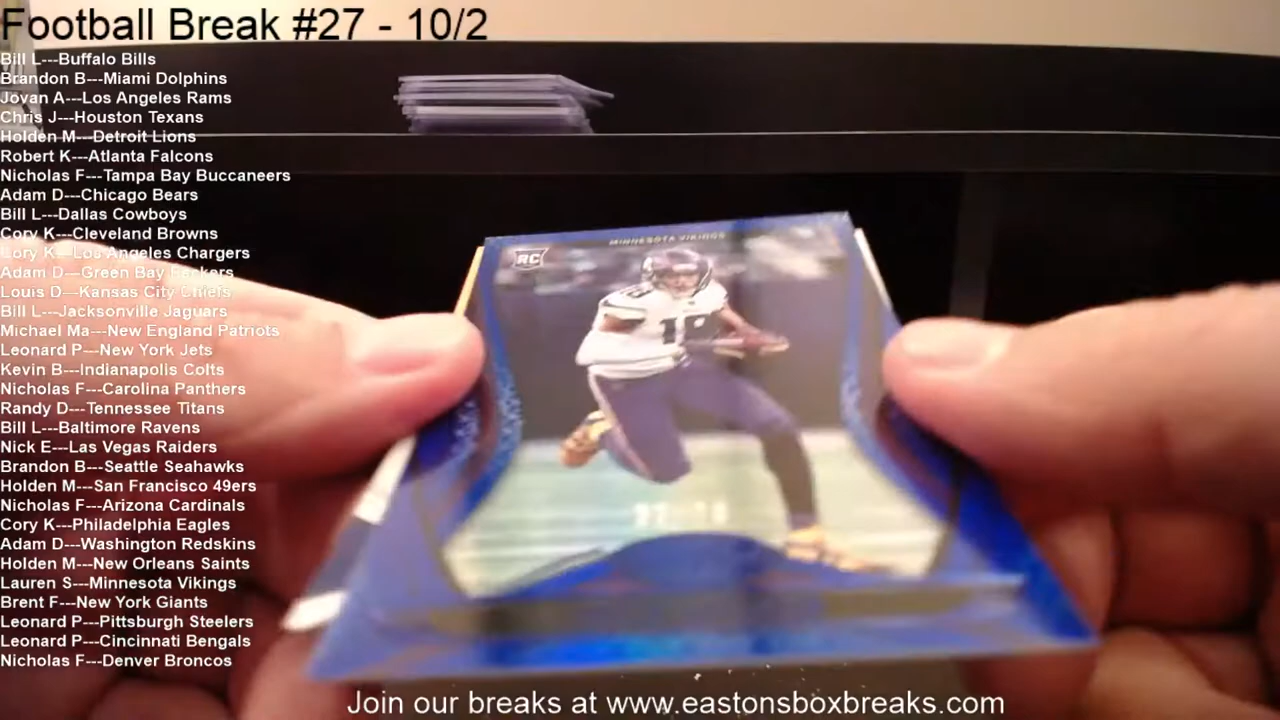 Football Break #27 - 10/2
Bill L---Buffalo Bills
Brandon B---Miami Dolphins
Jovan A---Los Angeles Rams
Chris J---Houston Texans
Holden M---Detroit Lions
Robert K---Atlanta Falcons
Nicholas F---Tampa Bay Buccaneers
Adam D---Chicago Bears
Bill L---Dallas Cowboys
Cory K---Cleveland Browns
Cory K---Los Angeles Chargers
Adam D---Green Bay Packers
Louis D---Kansas City Chiefs
Bill L---Jacksonville Jaguars
Michael Ma---New England Patriots
Leonard P---New York Jets
Kevin B---Indianapolis Colts
Nicholas F---Carolina Panthers
Randy D---Tennessee Titans
Bill L---Baltimore Ravens
Nick E---Las Vegas Raiders
Brandon B---Seattle Seahawks
Holden M---San Francisco 49ers
Nicholas F---Arizona Cardinals
Cory K---Philadelphia Eagles
Adam D---Washington Redskins
Holden M---New Orleans Saints
Lauren S---Minnesota Vikings
Brent F---New York Giants
Leonard P---Pittsburgh Steelers
Leonard P---Cincinnati Bengals
Nicholas F---Denver Broncos
MINNESOTA VIKINGS
RC
Join our breaks at www.eastonsboxbreaks.com